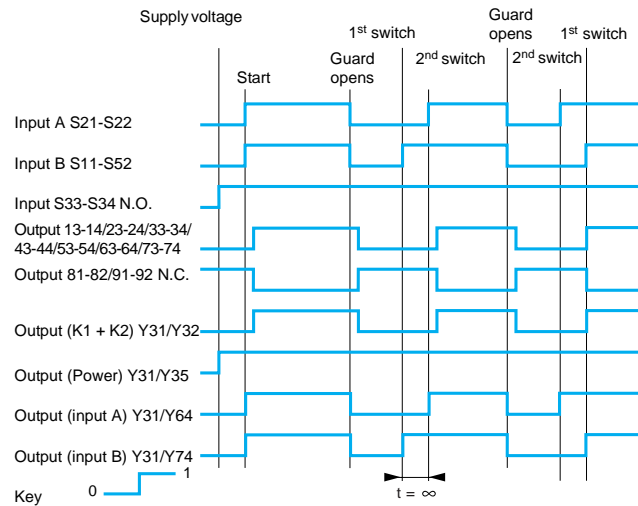 Supply voltage
Guard
opens
1st switch
1st switch
Guard
opens
2nd switch
2nd switch
Start
Input A S21-S22
Input B S11-S52
Input S33-S34 N.O.
Output 13-14/23-24/33-34/
43-44/53-54/63-64/73-74
Output 81-82/91-92 N.C.
Output (K1 + K2) Y31/Y32
Output (Power) Y31/Y35
Output (input A) Y31/Y64
Output (input B) Y31/Y74
Key 0 1
t = ∞